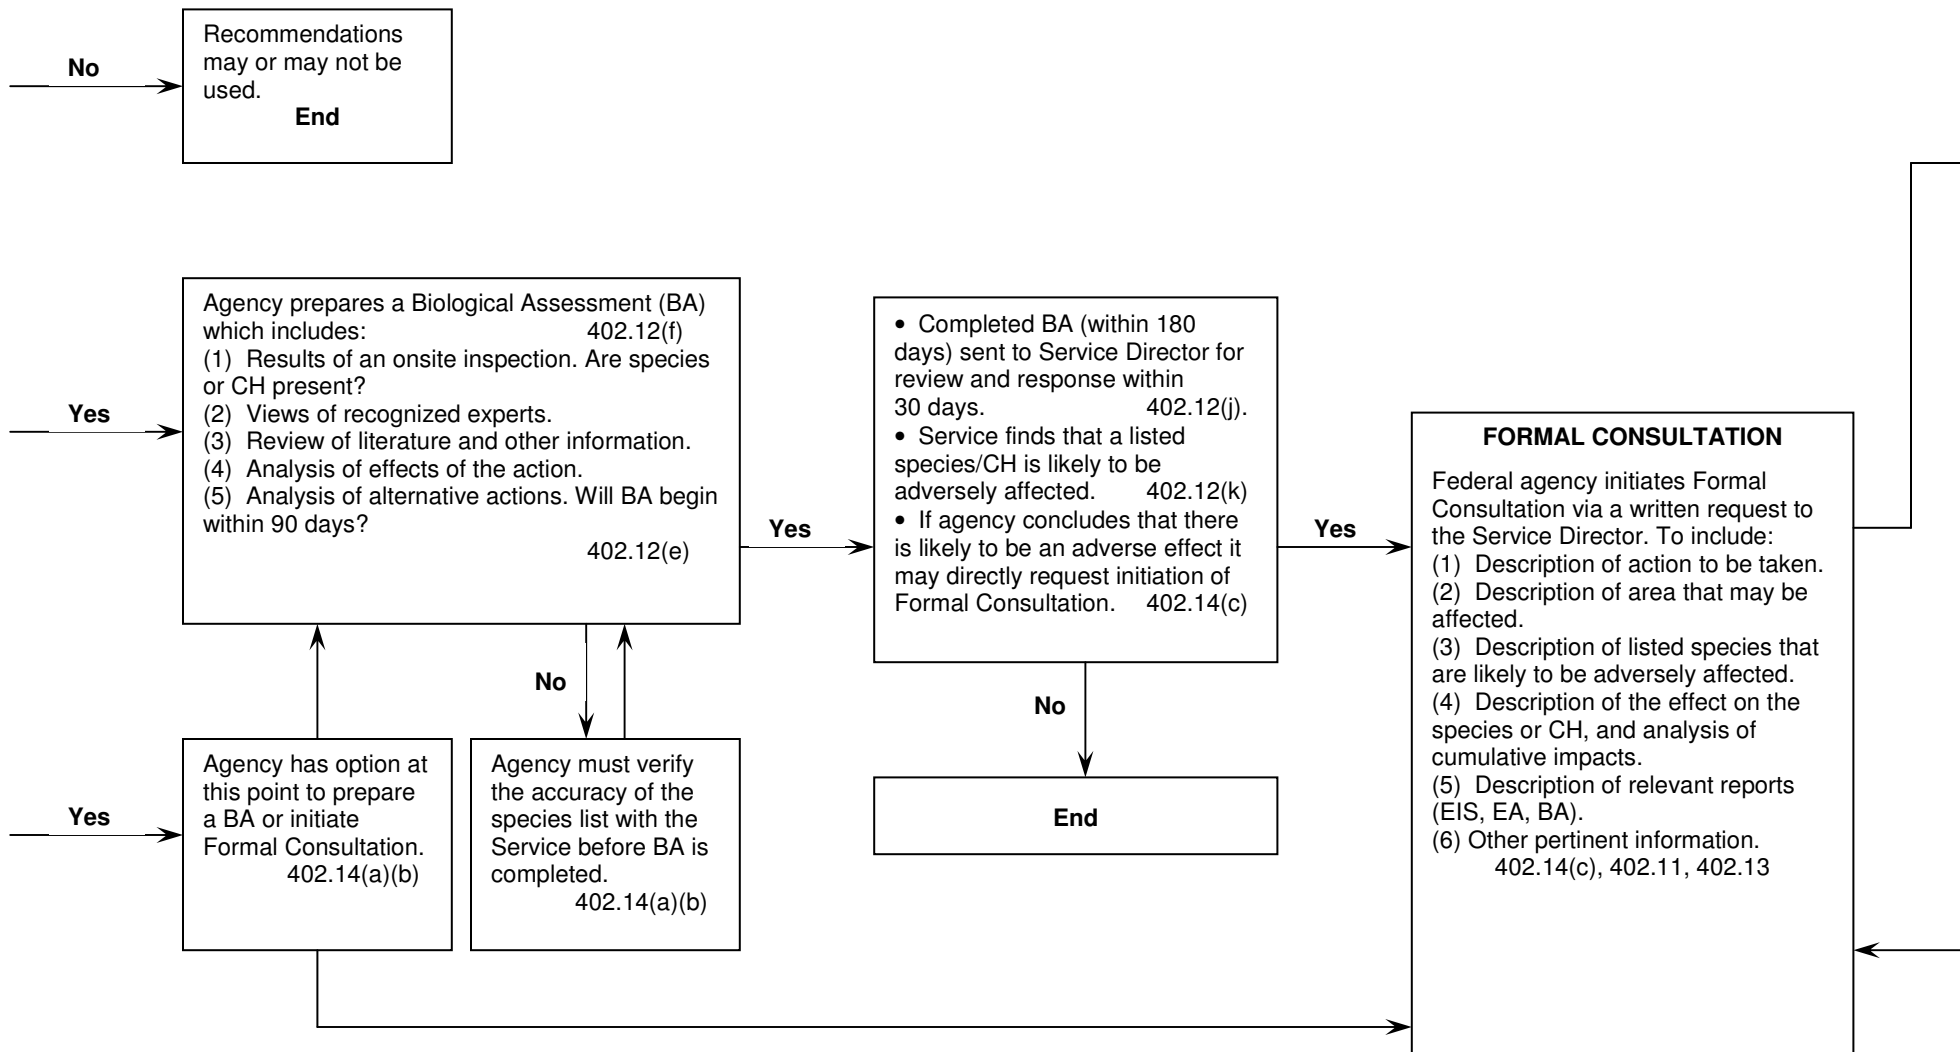 No
Recommendations
may or may not be
used.
End
Yes
Agency prepares a Biological Assessment (BA)
which includes: 402.12(f)
(1) Results of an onsite inspection. Are species
or CH present?
(2) Views of recognized experts.
(3) Review of literature and other information.
(4) Analysis of effects of the action.
(5) Analysis of alternative actions. Will BA begin
within 90 days?
402.12(e)
Yes
• Completed BA (within 180
days) sent to Service Director for
review and response within
30 days. 402.12(j).
• Service finds that a listed
species/CH is likely to be
adversely affected. 402.12(k)
• If agency concludes that there
is likely to be an adverse effect it
may directly request initiation of
Formal Consultation. 402.14(c)
Yes
FORMAL CONSULTATION
Federal agency initiates Formal
Consultation via a written request to
the Service Director. To include:
(1) Description of action to be taken.
(2) Description of area that may be
affected.
(3) Description of listed species that
are likely to be adversely affected.
(4) Description of the effect on the
species or CH, and analysis of
cumulative impacts.
(5) Description of relevant reports
(EIS, EA, BA).
(6) Other pertinent information.
402.14(c), 402.11, 402.13
No
No
Yes
Agency has option at
this point to prepare
a BA or initiate
Formal Consultation.
402.14(a)(b)
Agency must verify
the accuracy of the
species list with the
Service before BA is
completed.
402.14(a)(b)
End